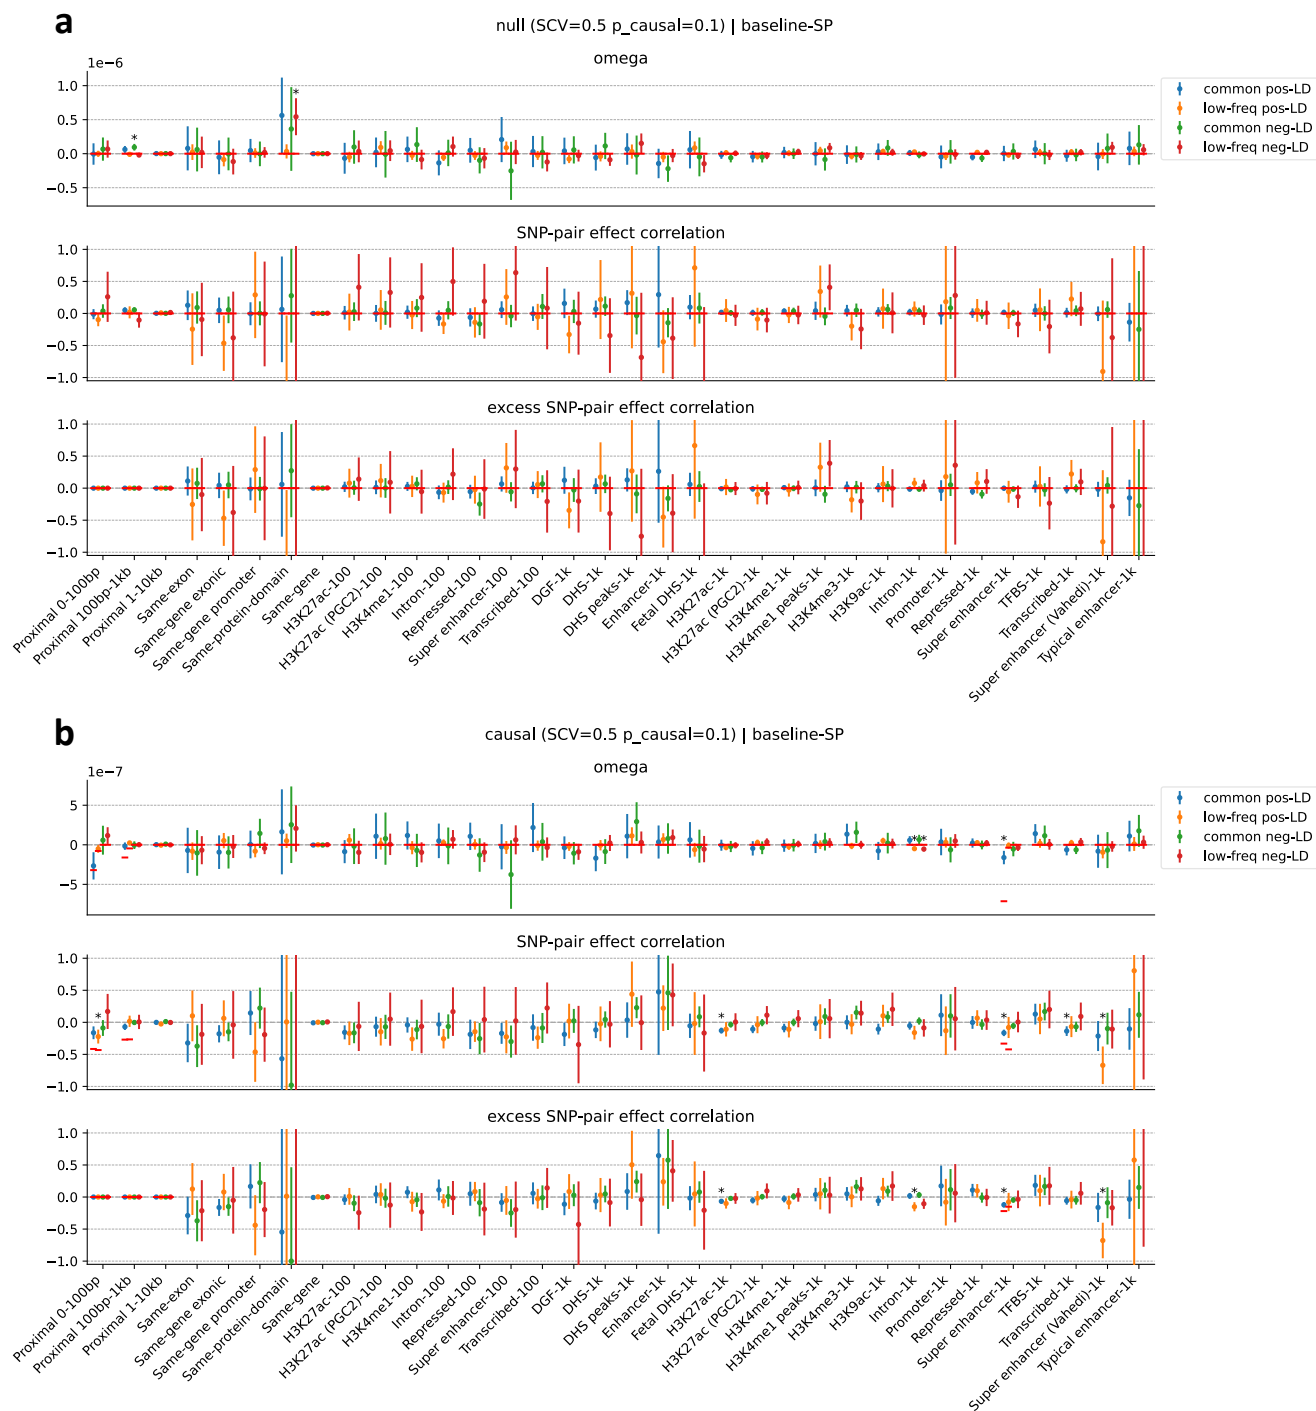 a
null (SCV=0.5 p_causal=0.1) | baseline-SP
omega
1e−6
1.0
0.5
0.0
−0.5
*
*
common pos-LD
low-freq pos-LD
common neg-LD
low-freq neg-LD
SNP-pair effect correlation
1.0
0.5
0.0
−0.5
−1.0
excess SNP-pair effect correlation
1.0
0.5
0.0
−0.5
−1.0
Proximal 0-100bp
Proximal 100bp-1kb
Proximal 1-10kb
Same-exon
Same-gene exonic
Same-gene promoter
Same-protein-domain
Same-gene
H3K27ac-100
H3K27ac (PGC2)-100
H3K4me1-100
Intron-100
Repressed-100
Super enhancer-100
Transcribed-100
DGF-1k
DHS-1k
DHS peaks-1k
Enhancer-1k
Fetal DHS-1k
H3K27ac-1k
H3K27ac (PGC2)-1k
H3K4me1-1k
H3K4me1 peaks-1k
H3K4me3-1k
H3K9ac-1k
Intron-1k
Promoter-1k
Repressed-1k
Super enhancer-1k
TFBS-1k
Transcribed-1k
Super enhancer (Vahedi)-1k
Typical enhancer-1k
b
causal (SCV=0.5 p_causal=0.1) | baseline-SP
omega
1e−7
5
0
−5
* *
*
common pos-LD
low-freq pos-LD
common neg-LD
low-freq neg-LD
SNP-pair effect correlation
1.0
0.5
0.0
−0.5
−1.0
*
*
*
*
*
excess SNP-pair effect correlation
1.0
0.5
0.0
−0.5
−1.0
*
*
*
*
Proximal 0-100bp
Proximal 100bp-1kb
Proximal 1-10kb
Same-exon
Same-gene exonic
Same-gene promoter
Same-protein-domain
Same-gene
H3K27ac-100
H3K27ac (PGC2)-100
H3K4me1-100
Intron-100
Repressed-100
Super enhancer-100
Transcribed-100
DGF-1k
DHS-1k
DHS peaks-1k
Enhancer-1k
Fetal DHS-1k
H3K27ac-1k
H3K27ac (PGC2)-1k
H3K4me1-1k
H3K4me1 peaks-1k
H3K4me3-1k
H3K9ac-1k
Intron-1k
Promoter-1k
Repressed-1k
Super enhancer-1k
TFBS-1k
Transcribed-1k
Super enhancer (Vahedi)-1k
Typical enhancer-1k